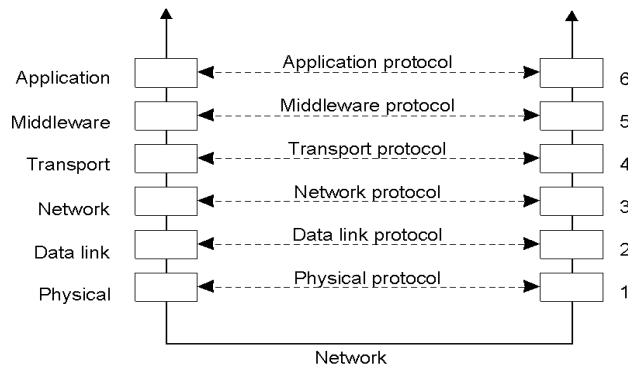 Application Application protocol 6
Middleware Middleware protocol 5
Transport Transport protocol 4
Network Network protocol 3
Data link Data link protocol 2
Physical Physical protocol 1
Network